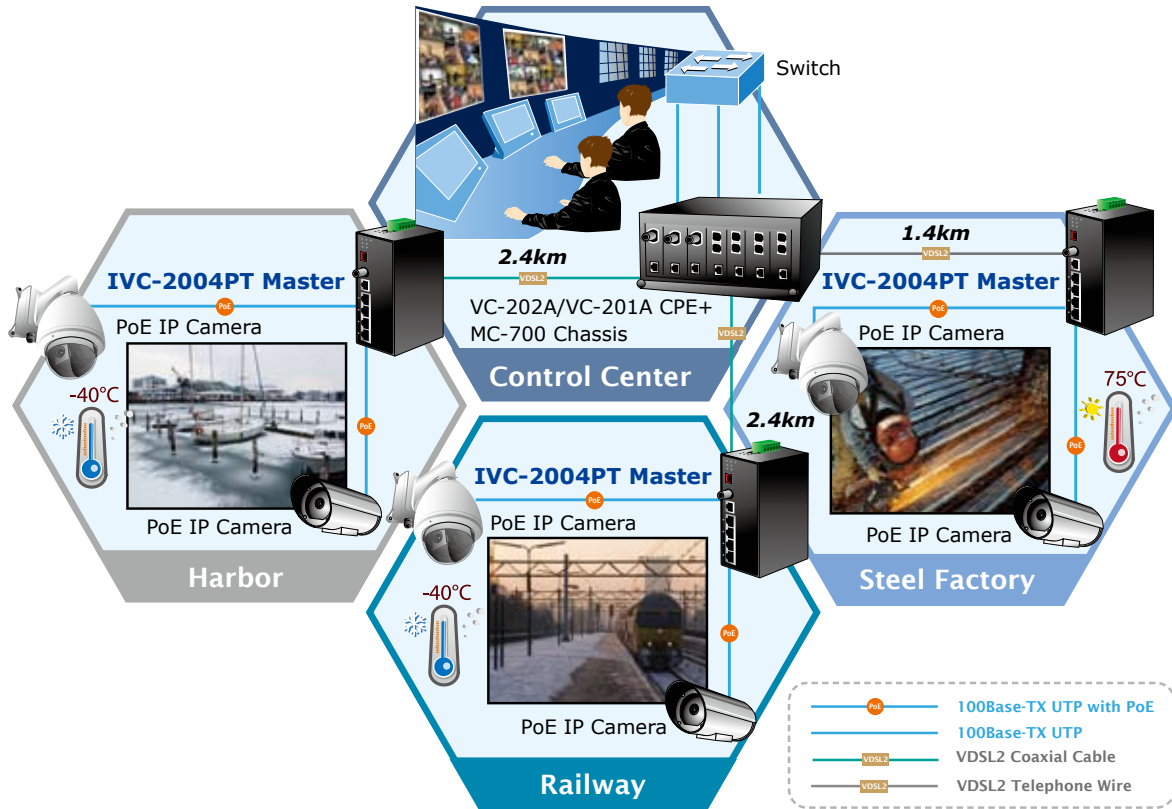 Switch
2.4km
VDSL2
VC-202A/VC-201A CPE+
MC-700 Chassis
VDSL2
Control Center
IVC-2004PT Master
PoE
PoE IP Camera
-40°C
PoE
PoE IP Camera
Harbor
1.4km
VDSL2
IVC-2004PT Master
PoE
PoE IP Camera
75°C
PoE
PoE IP Camera
Steel Factory
2.4km
IVC-2004PT Master
PoE
PoE IP Camera
-40°C
PoE
PoE IP Camera
Railway
PoE 100Base-TX UTP with PoE
100Base-TX UTP
VDSL2 VDSL2 Coaxial Cable
VDSL2 VDSL2 Telephone Wire